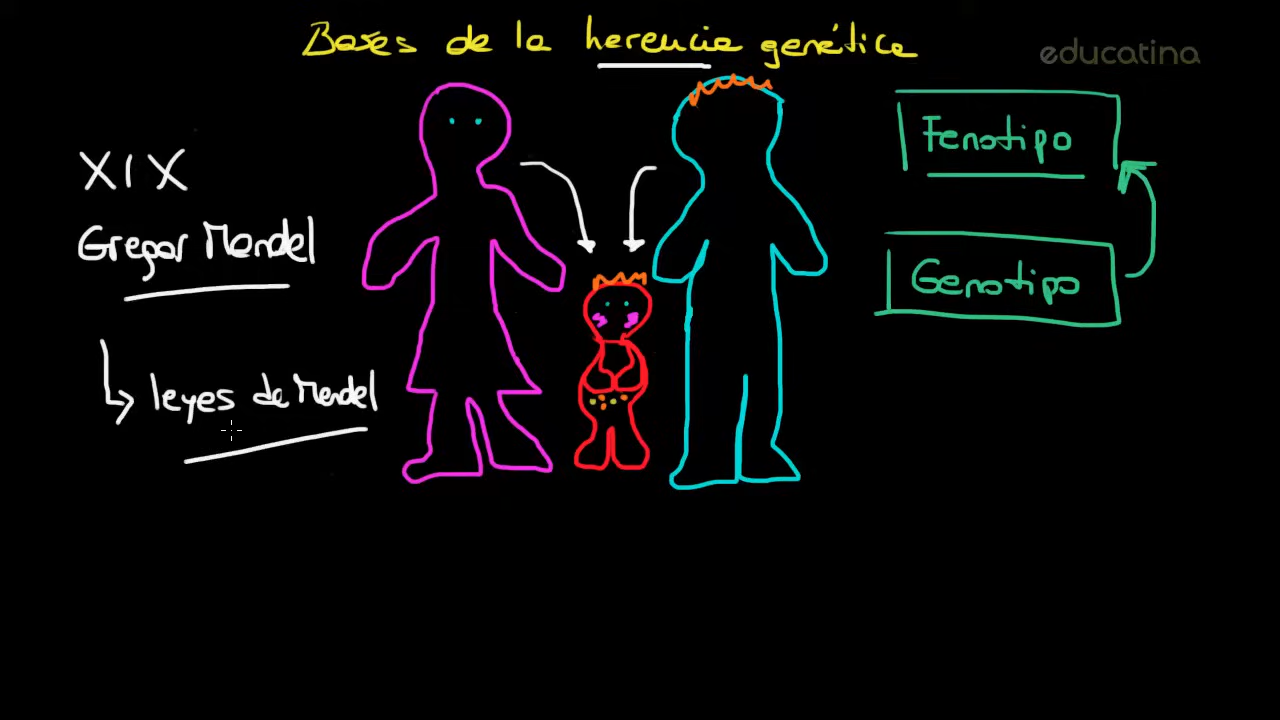 Bases de la herencia genética
educatina
XIX
Gregor Mendel
leyes de Mendel
Fenotipo
Genotipo